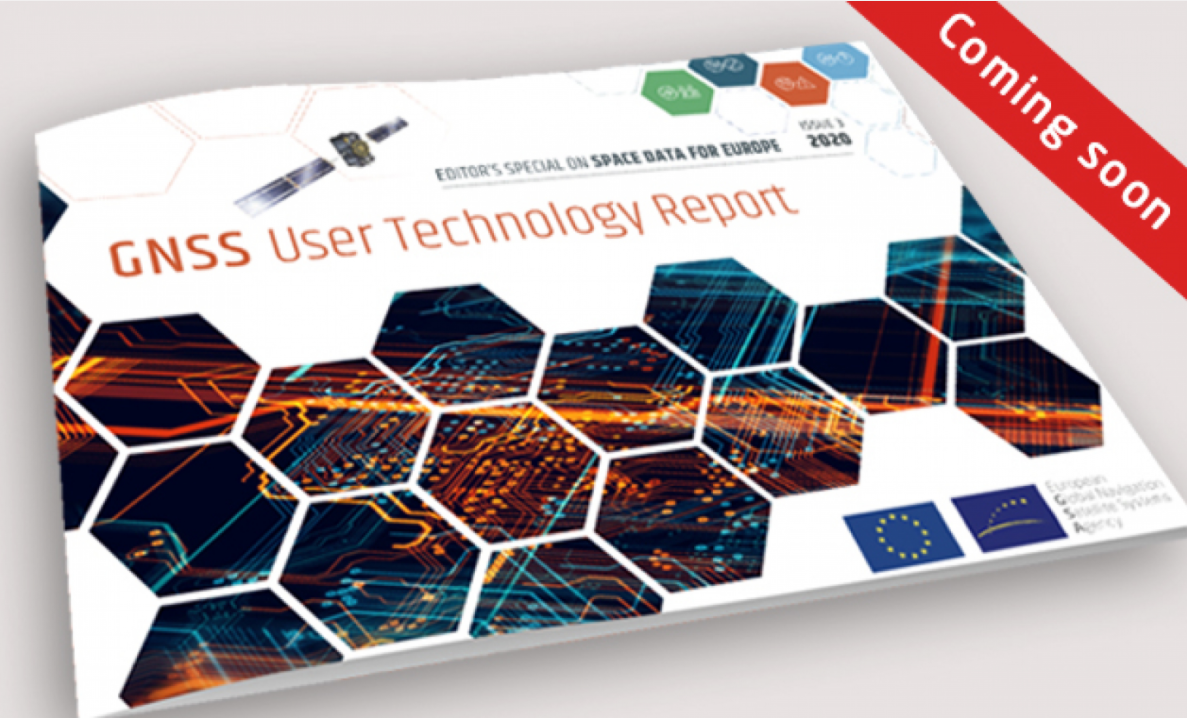 Coming soon
ISSUE 3
EDITOR'S SPECIAL ON SPACE DATA FOR EUROPE 2020
GNSS User Technology Report
European
Global Navigation
Satellite Systems
Agency